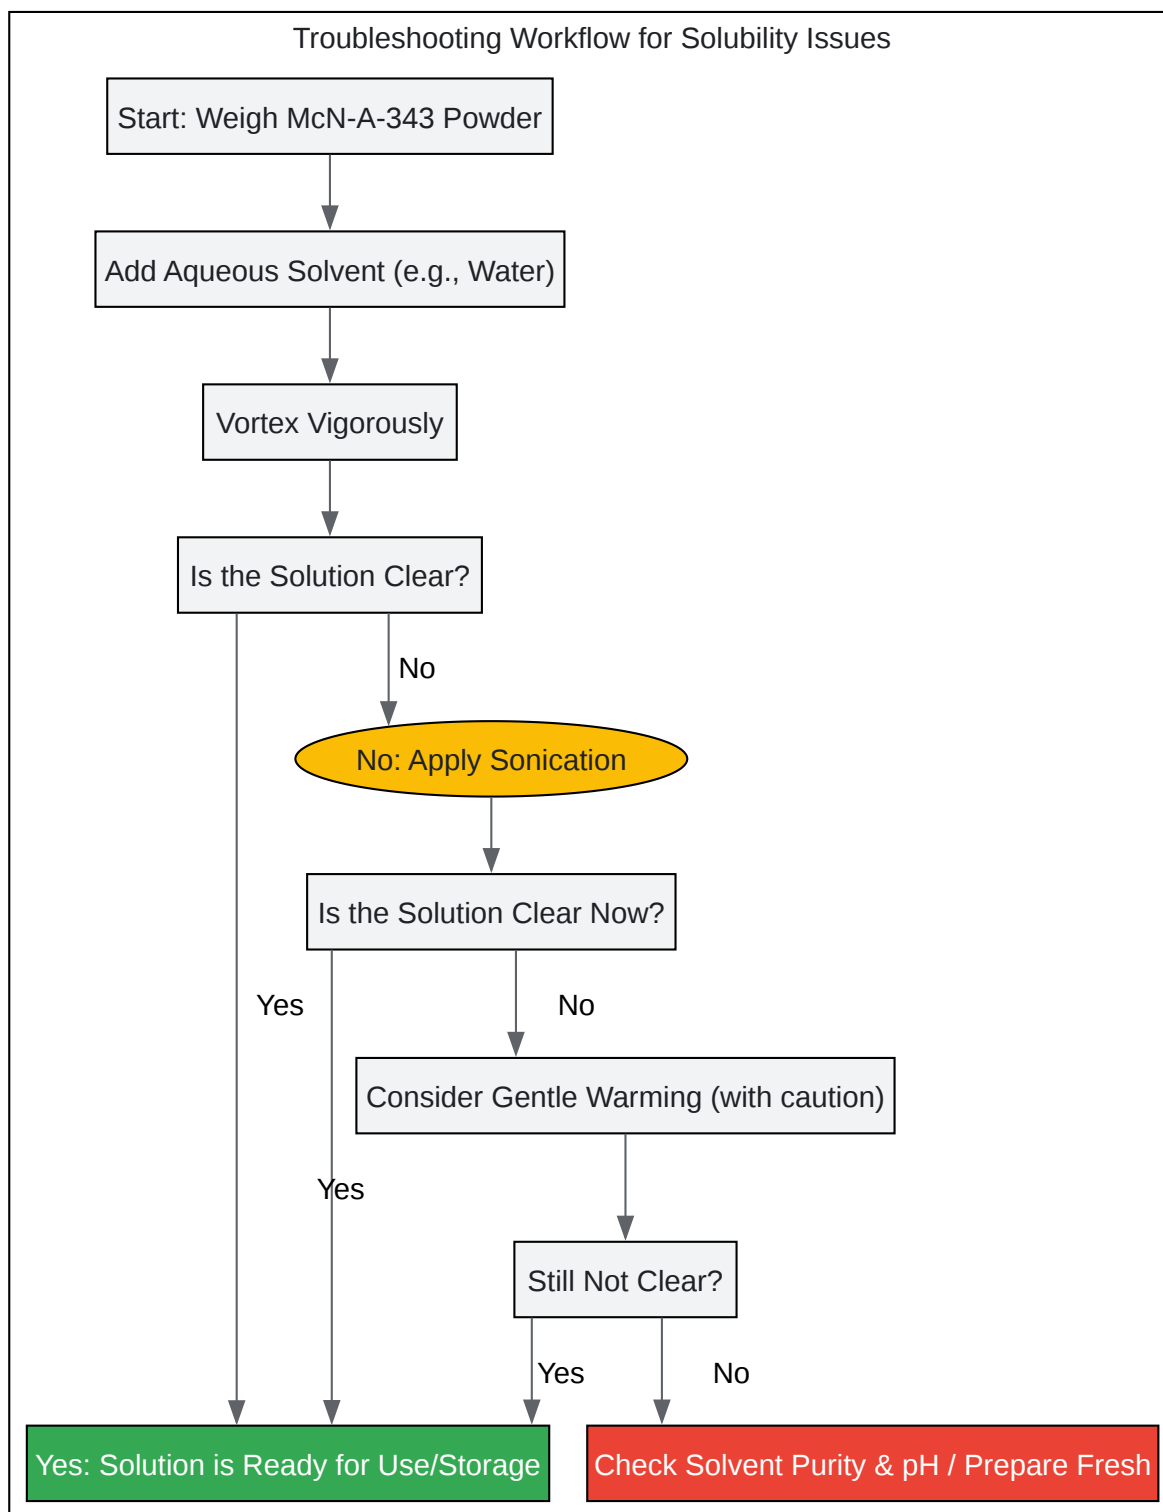 Troubleshooting Workflow for Solubility Issues
Start: Weigh McN-A-343 Powder
Add Aqueous Solvent (e.g., Water)
Vortex Vigorously
Is the Solution Clear?
No
No: Apply Sonication
Is the Solution Clear Now?
Yes
No
Consider Gentle Warming (with caution)
Yes
Still Not Clear?
Yes
No
Yes: Solution is Ready for Use/Storage
Check Solvent Purity & pH / Prepare Fresh